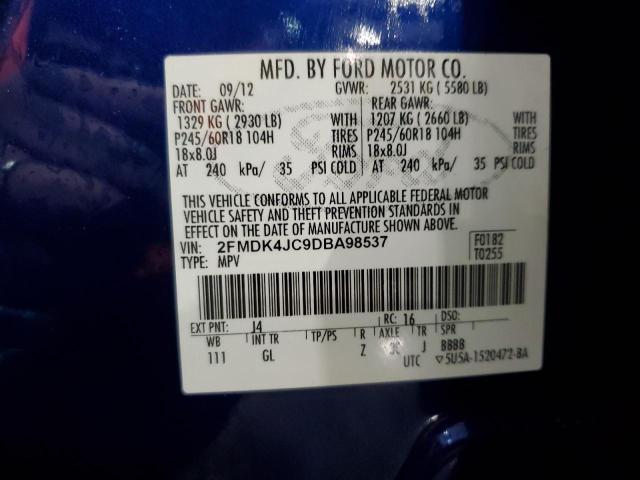 MFD. BY FORD MOTOR CO.
DATE: 09/12 GVWR: 2531 KG ( 5580 LB)
FRONT GAWR: REAR GAWR:
1329 KG ( 2930 LB) WITH 1207 KG ( 2660 LB) WITH
P245/60R18 104H TIRES P245/60R18 104H TIRES
18x8.0J RIMS 18x8.0J RIMS
AT 240 kPa/ 35 PSI COLD AT 240 kPa/ 35 PSI COLD
THIS VEHICLE CONFORMS TO ALL APPLICABLE FEDERAL MOTOR
VEHICLE SAFETY AND THEFT PREVENTION STANDARDS IN
EFFECT ON THE DATE OF MANUFACTURE SHOWN ABOVE.
VIN: 2FMDK4JC9DBA98537 F0182
TYPE: MPV T0255
EXT PNT: J4 RC: 16 DSO:
WB INT TR TP/PS R AXLE TR SPR
111 GL Z J BBBB
UTC ▽5U5A-1520472-BA